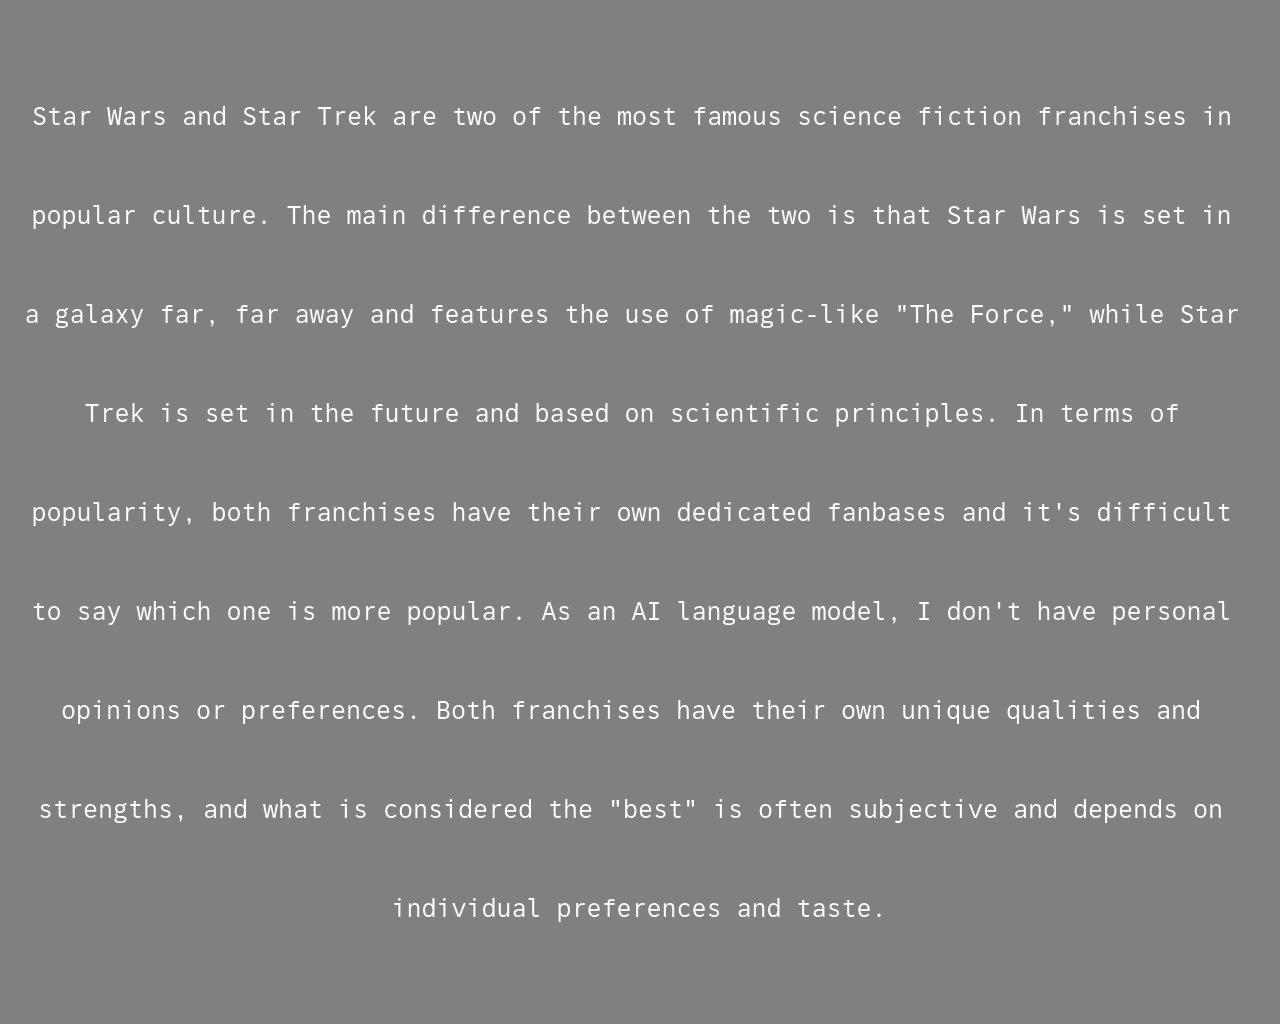 Star Wars and Star Trek are two of the most famous science fiction franchises in
popular culture. The main difference between the two is that Star Wars is set in
a galaxy far, far away and features the use of magic-like "The Force," while Star
Trek is set in the future and based on scientific principles. In terms of
popularity, both franchises have their own dedicated fanbases and it's difficult
to say which one is more popular. As an AI language model, I don't have personal
opinions or preferences. Both franchises have their own unique qualities and
strengths, and what is considered the "best" is often subjective and depends on
individual preferences and taste.